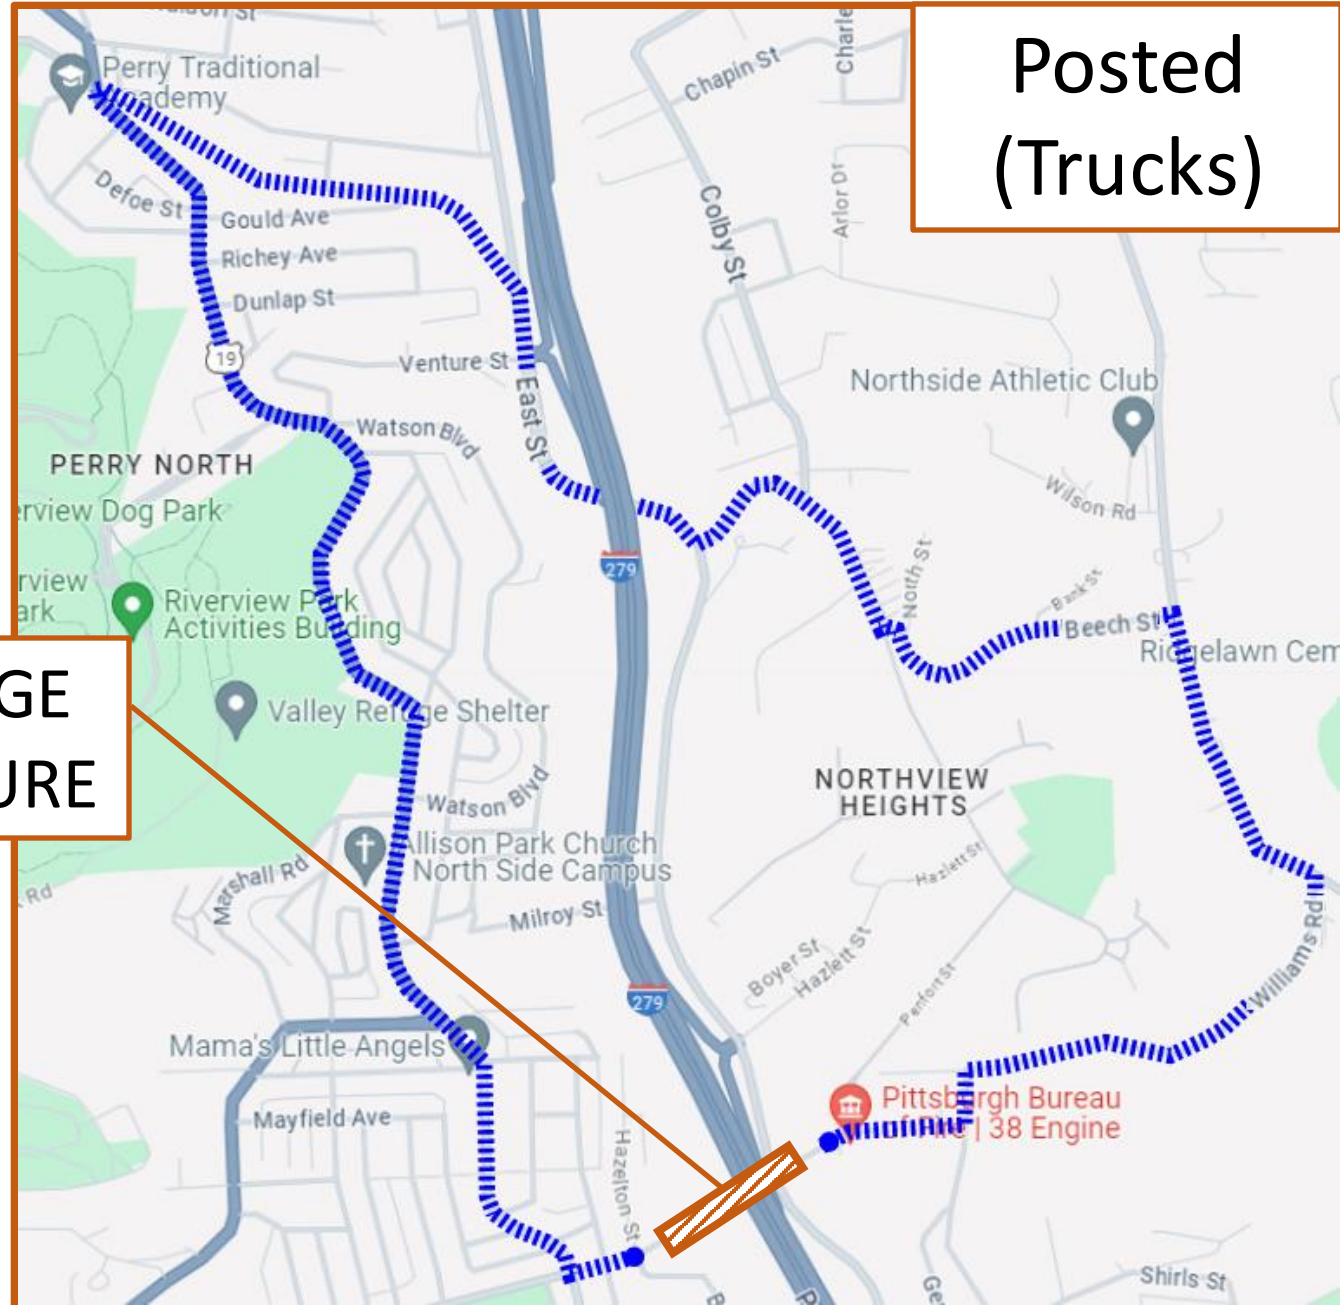 Posted
(Trucks)
Perry Traditional
Academy
Chapin St
Defoe St
Gould Ave
Richey Ave
Dunlap St
19
Venture St
East St
Colby St
Arlor Dr
Northside Athletic Club
Watson Blvd
PERRY NORTH
erview Dog Park
Wilson Rd
279
North St
Bank St
Beech St
rview
ark
Riverview Park
Activities Building
Ridgelawn Cem
GE
URE
Valley Refuge Shelter
NORTHVIEW
HEIGHTS
Watson Blvd
Allison Park Church
North Side Campus
Marshall Rd
Rd
Milroy St
Hazlett St
Boyer St
Hazlett St
Penfort St
Williams Rd
279
Mama's Little Angels
Mayfield Ave
Pittsburgh Bureau
of Fire | 38 Engine
Hazelton St
Shirls St